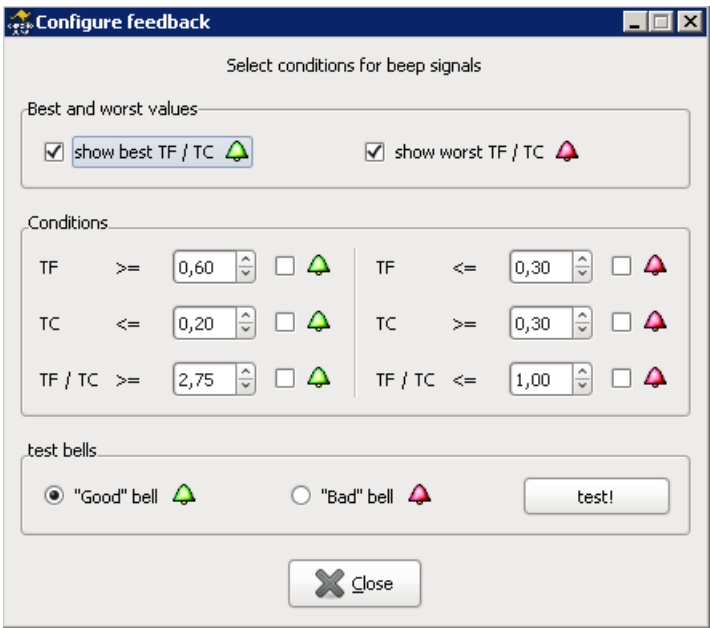 Configure feedback
Select conditions for beep signals
Best and worst values
show best TF / TC show worst TF / TC
Conditions
TF >= 0,60 TF <= 0,30
TC <= 0,20 TC >= 0,30
TF / TC >= 2,75 TF / TC <= 1,00
test bells
"Good" bell "Bad" bell test!
Close